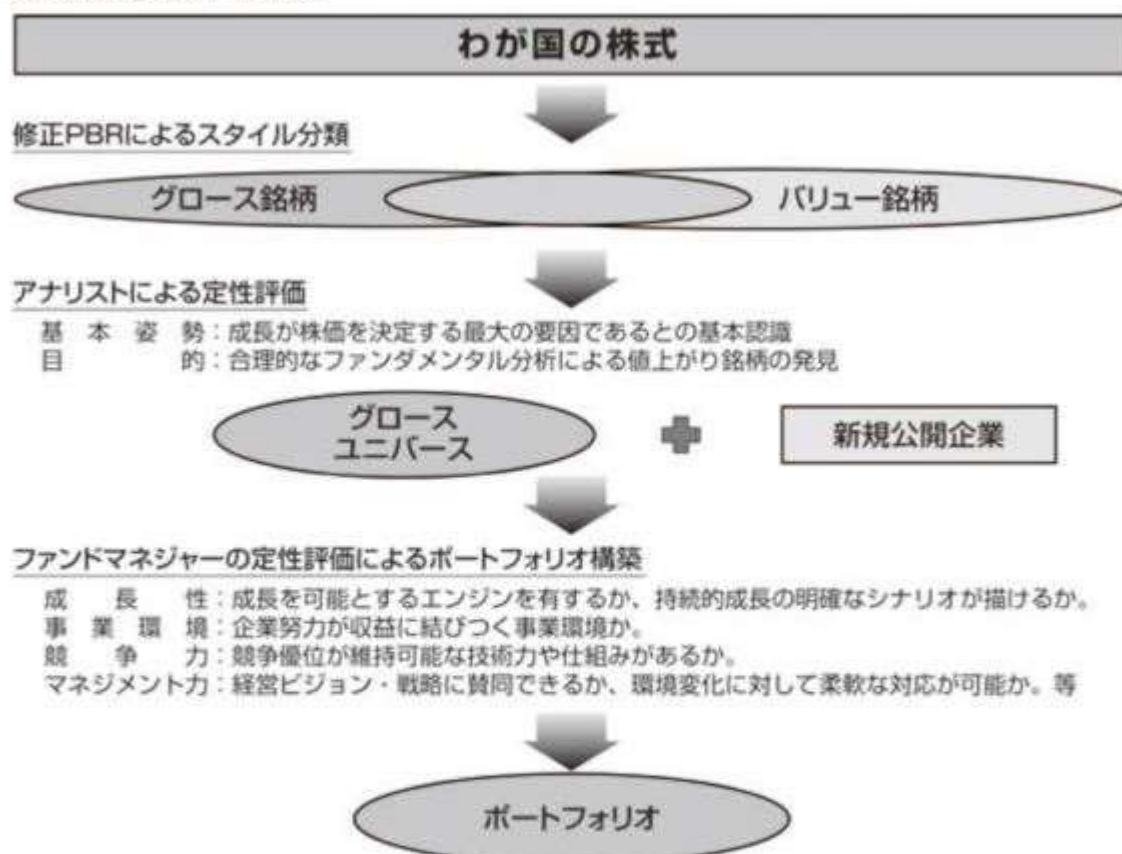 わが国の株式
修正PBRによるスタイル分類
グロース銘柄
バリュー銘柄
アナリストによる定性評価
基本姿勢：成長が株価を決定する最大の要因であるとの基本認識
目的：合理的なファンダメンタル分析による値上がり銘柄の発見
グロース
ユニバース
新規公開企業
ファンドマネジャーの定性評価によるポートフォリオ構築
成長性：成長を可能とするエンジンを有するか、持続的成長の明確なシナリオが描けるか。
事業環境：企業努力が収益に結びつく事業環境か。
競争力：競争優位が維持可能な技術力や仕組みがあるか。
マネジメント力：経営ビジョン・戦略に賛同できるか、環境変化に対して柔軟な対応が可能か。等
ポートフォリオ